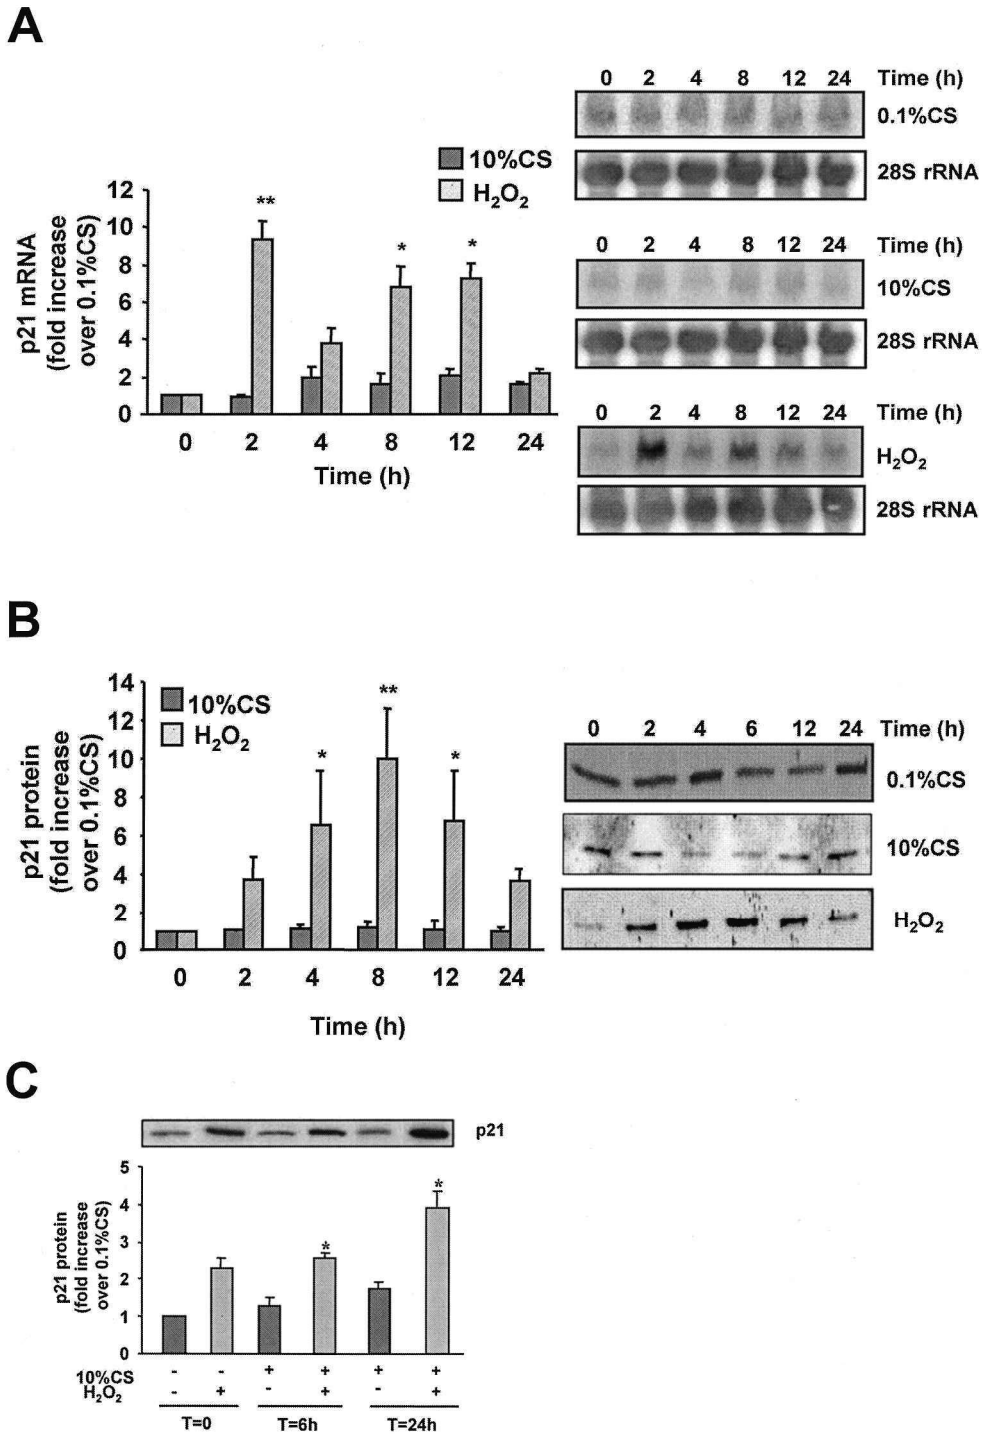 A
0 2 4 8 12 24 Time (h)
0.1%CS
28S rRNA
10%CS
H₂O₂
12
10
8
6
4
2
0
p21 mRNA
(fold increase
over 0.1%CS)
**
*
*
0 2 4 8 12 24
Time (h)
0 2 4 8 12 24 Time (h)
10%CS
28S rRNA
0 2 4 8 12 24 Time (h)
H₂O₂
28S rRNA
B
14
12
10
8
6
4
2
0
p21 protein
(fold increase
over 0.1%CS)
10%CS
H₂O₂
*
**
*
0 2 4 8 12 24
Time (h)
0 2 4 6 12 24 Time (h)
0.1%CS
10%CS
H₂O₂
C
p21
5
4
3
2
1
0
p21 protein
(fold increase
over 0.1%CS)
*
*
10%CS - - + + + +
H₂O₂ - + - + - +
T=0 T=6h T=24h